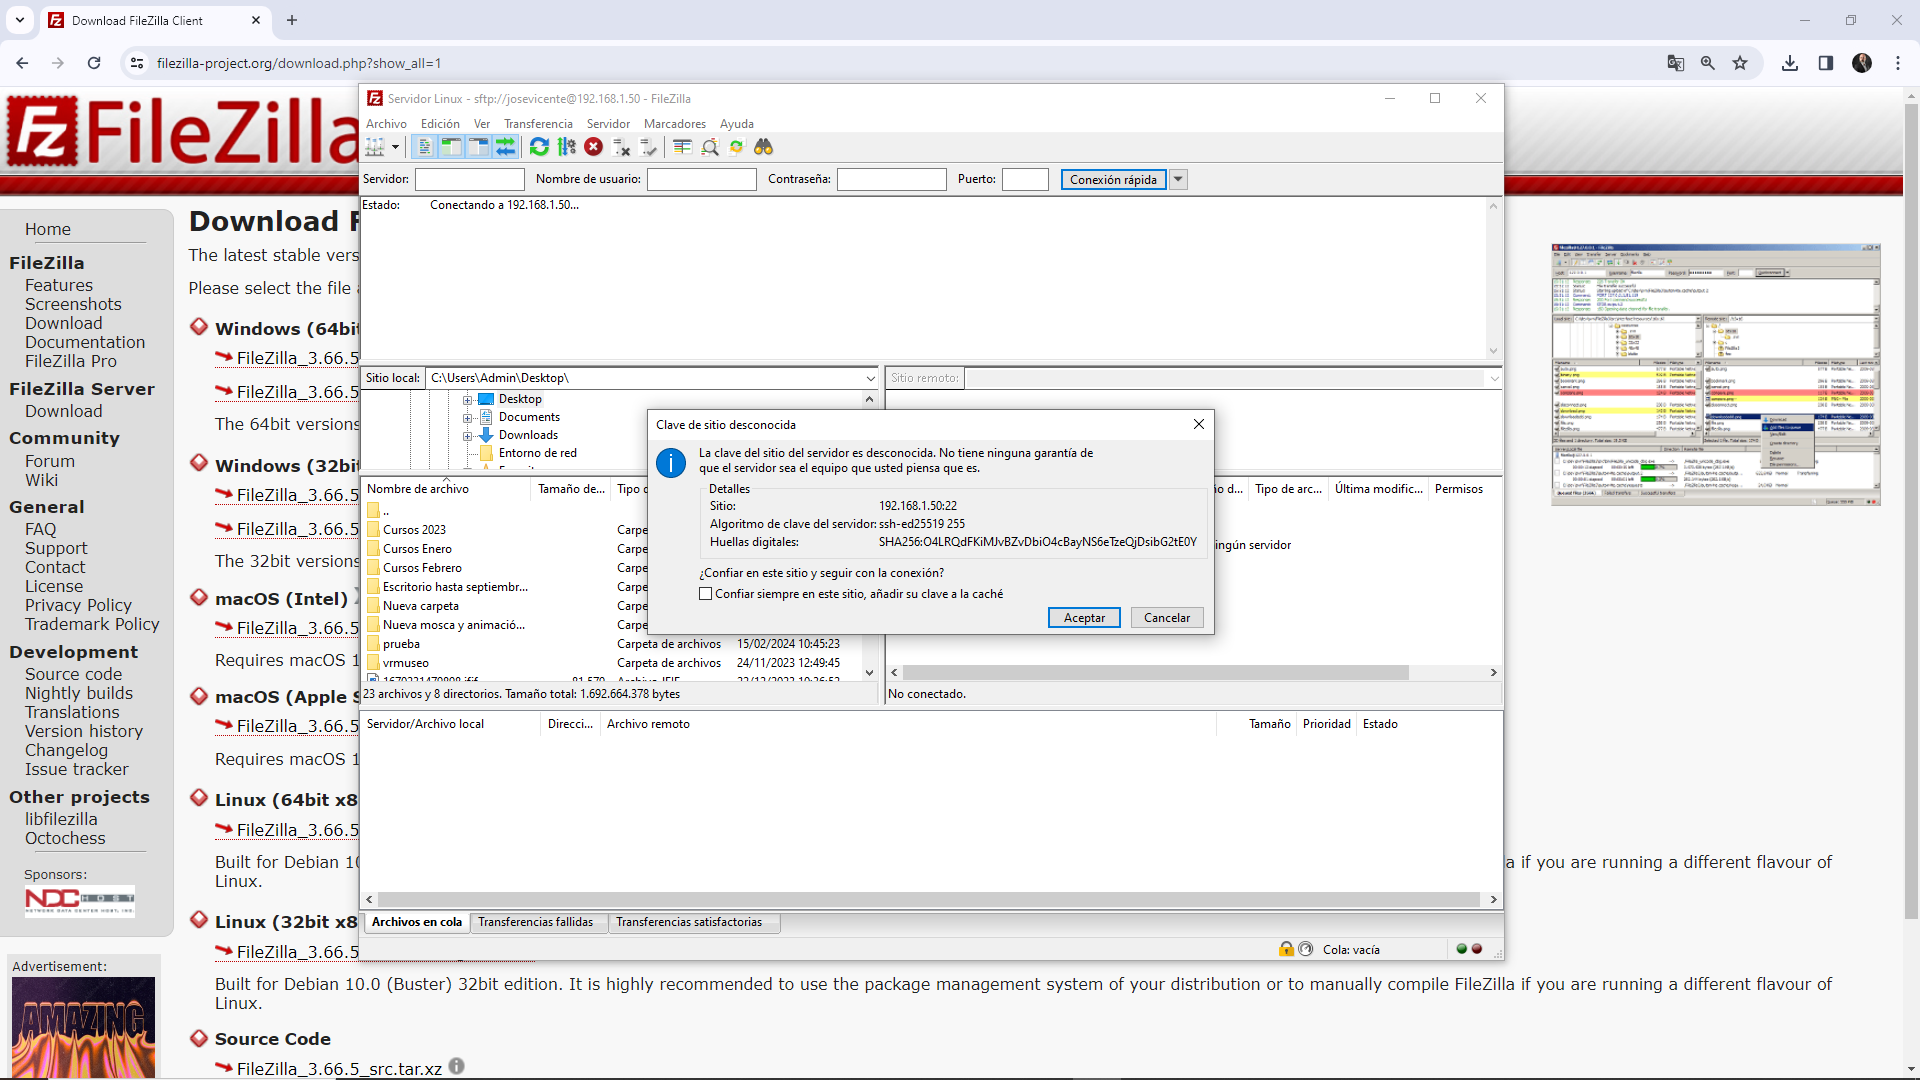 Download FileZilla Client
filezilla-project.org/download.php?show_all=1
FileZilla
Home
FileZilla
Features
Screenshots
Download
Documentation
FileZilla Pro
FileZilla Server
Download
Community
Forum
Wiki
General
FAQ
Support
Contact
License
Privacy Policy
Trademark Policy
Development
Source code
Nightly builds
Translations
Version history
Changelog
Issue tracker
Other projects
libfilezilla
Octochess
Sponsors:
NDC HOST
NETWORK DATA CENTER HOST, INC.
Advertisement:
AMAZING
Download F
The latest stable vers
Please select the file
Windows (64bit
FileZilla_3.66.5
FileZilla_3.66.5
The 64bit versions
Windows (32bit
FileZilla_3.66.5
FileZilla_3.66.5
The 32bit versions
macOS (Intel)
FileZilla_3.66.5
Requires macOS 1
macOS (Apple S
FileZilla_3.66.5
Requires macOS 1
Linux (64bit x8
FileZilla_3.66.5
Built for Debian 10 a if you are running a different flavour of
Linux.
Linux (32bit x8
FileZilla_3.66.5
Built for Debian 10.0 (Buster) 32bit edition. It is highly recommended to use the package management system of your distribution or to manually compile FileZilla if you are running a different flavour of
Linux.
Source Code
FileZilla_3.66.5_src.tar.xz
Servidor Linux - sftp://josevicente@192.168.1.50 - FileZilla
Archivo Edición Ver Transferencia Servidor Marcadores Ayuda
Servidor: Nombre de usuario: Contraseña: Puerto: Conexión rápida
Estado: Conectando a 192.168.1.50...
Sitio local: C:\Users\Admin\Desktop\
Sitio remoto:
Desktop
Documents
Downloads
Entorno de red
Nombre de archivo Tamaño de... Tipo d
..
Cursos 2023 Carpe
Cursos Enero Carpe
Cursos Febrero Carpe
Escritorio hasta septiembr... Carpe
Nueva carpeta Carpe
Nueva mosca y animació... Carpe
prueba Carpeta de archivos 15/02/2024 10:45:23
vrmuseo Carpeta de archivos 24/11/2023 12:49:45
23 archivos y 8 directorios. Tamaño total: 1.692.664.378 bytes
ño d... Tipo de arc... Última modific... Permisos
ingún servidor
No conectado.
Clave de sitio desconocida
La clave del sitio del servidor es desconocida. No tiene ninguna garantía de
que el servidor sea el equipo que usted piensa que es.
Detalles
Sitio: 192.168.1.50:22
Algoritmo de clave del servidor: ssh-ed25519 255
Huellas digitales: SHA256:O4LRQdFKiMJvBZvDbiO4cBayNS6eTzeQjDsibG2tE0Y
¿Confiar en este sitio y seguir con la conexión?
Confiar siempre en este sitio, añadir su clave a la caché
Aceptar Cancelar
Servidor/Archivo local Direcci... Archivo remoto Tamaño Prioridad Estado
Archivos en cola Transferencias fallidas Transferencias satisfactorias
Cola: vacía